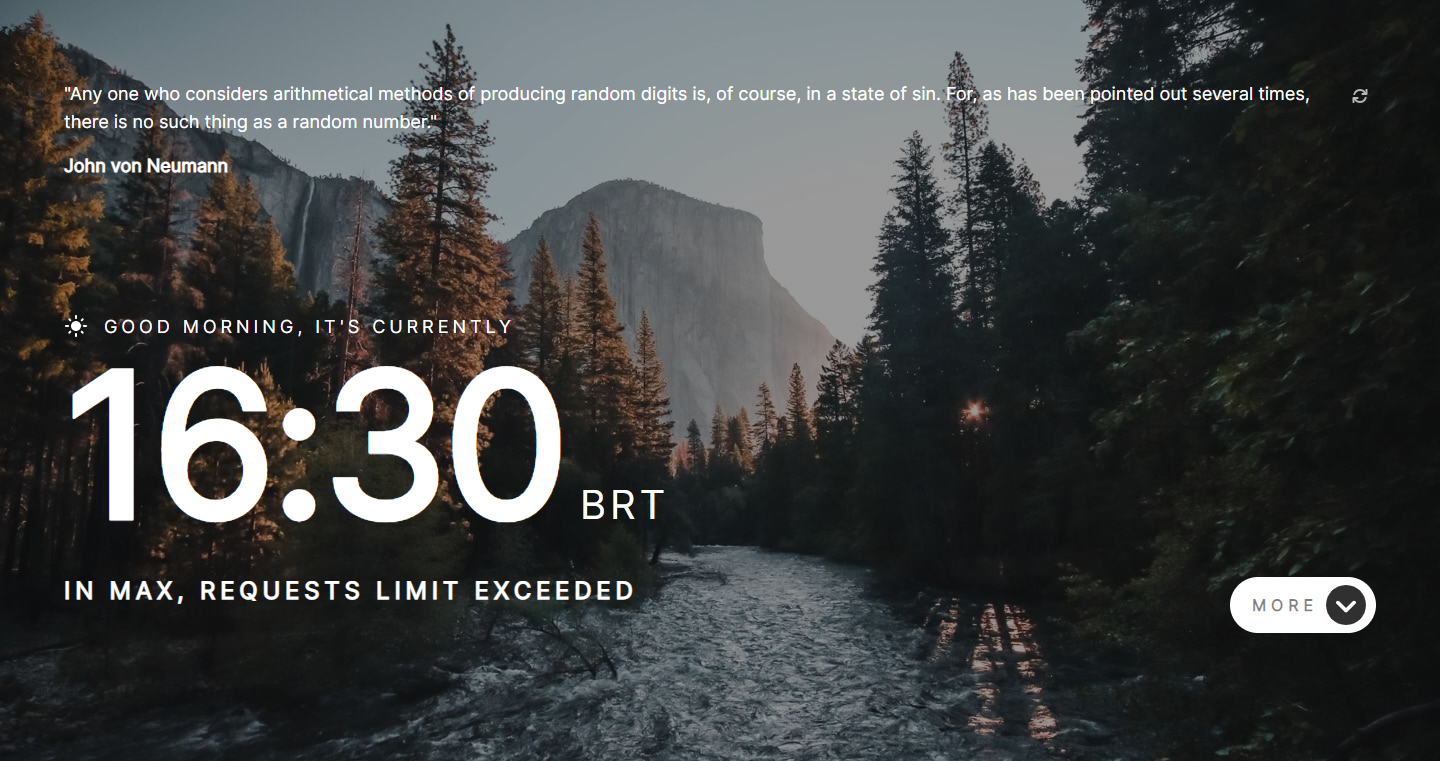 "Any one who considers arithmetical methods of producing random digits is, of course, in a state of sin. For, as has been pointed out several times,
there is no such thing as a random number."
John von Neumann
GOOD MORNING, IT'S CURRENTLY
16:30 BRT
IN MAX, REQUESTS LIMIT EXCEEDED
MORE